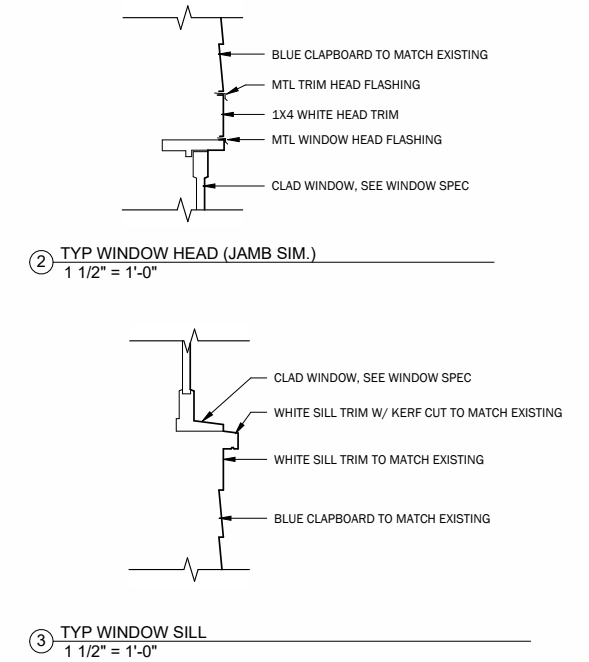 BLUE CLAPBOARD TO MATCH EXISTING
MTL TRIM HEAD FLASHING
1X4 WHITE HEAD TRIM
MTL WINDOW HEAD FLASHING
CLAD WINDOW, SEE WINDOW SPEC
2 TYP WINDOW HEAD (JAMB SIM.)
1 1/2" = 1'-0"
CLAD WINDOW, SEE WINDOW SPEC
WHITE SILL TRIM W/ KERF CUT TO MATCH EXISTING
WHITE SILL TRIM TO MATCH EXISTING
BLUE CLAPBOARD TO MATCH EXISTING
3 TYP WINDOW SILL
1 1/2" = 1'-0"